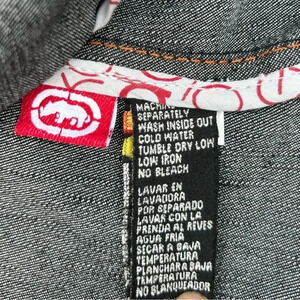 MACHINE
SEPARATELY
WASH INSIDE OUT
COLD WATER
TUMBLE DRY LOW
LOW IRON
NO BLEACH
LAVAR EN
LAVADORA
POR SEPARADO
LAVAR CON LA
PRENDA AL REVES
AGUA FRIA
SECAR A BAJA
TEMPERATURA
PLANCHAR A BAJA
TEMPERATURA
NO BLANQUEADOR